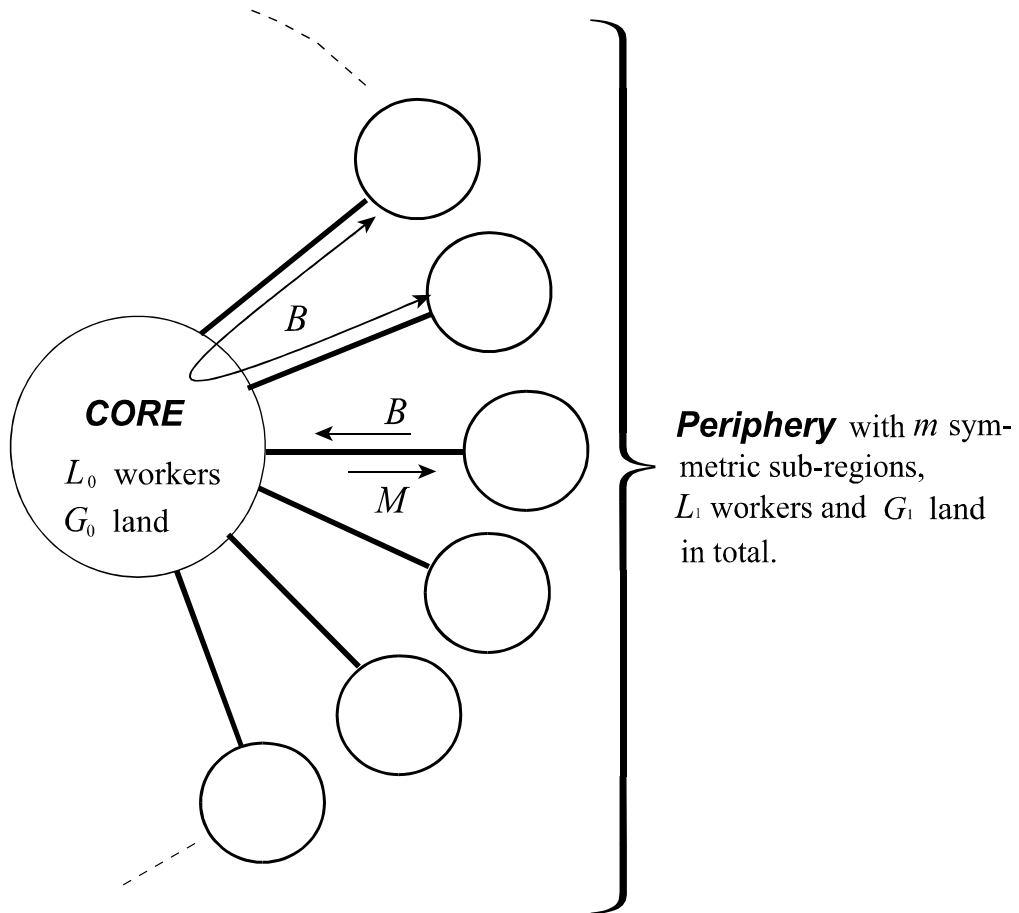 B
CORE
L₀ workers
G₀ land
B
M
Periphery with m sym-
metric sub-regions,
L₁ workers and G₁ land
in total.